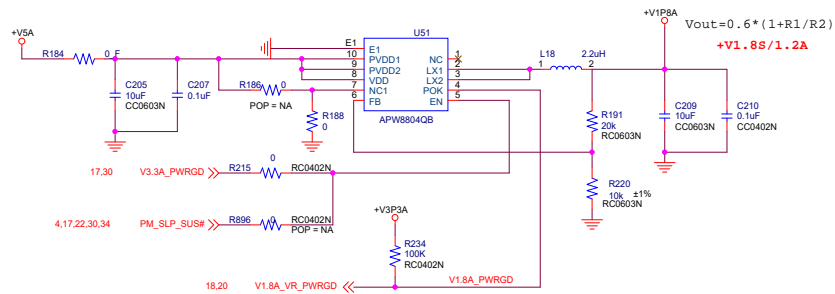 +V1P8A
Vout=0.6*(1+R1/R2)
+V1.8S/1.2A
+V5A
R184
0_F
U51
E1 E1
10 PVDD1 NC 1
9 PVDD2 LX1 2
8 VDD LX2 3
7 NC1 POK 4
6 FB EN 5
APW8804QB
L18
2.2uH
1 2
C205
10uF
CC0603N
C207
0.1uF
R186
0
POP = NA
R188
0
R191
20k
RC0603N
C209
10uF
CC0603N
C210
0.1uF
CC0402N
0
17,30 V3.3A_PWRGD R215 RC0402N
R220
10k ±1%
RC0603N
4,17,22,30,34 PM_SLP_SUS# R896 0 RC0402N
POP = NA
+V3P3A
R234
100K
RC0402N
18,20 V1.8A_VR_PWRGD V1.8A_PWRGD